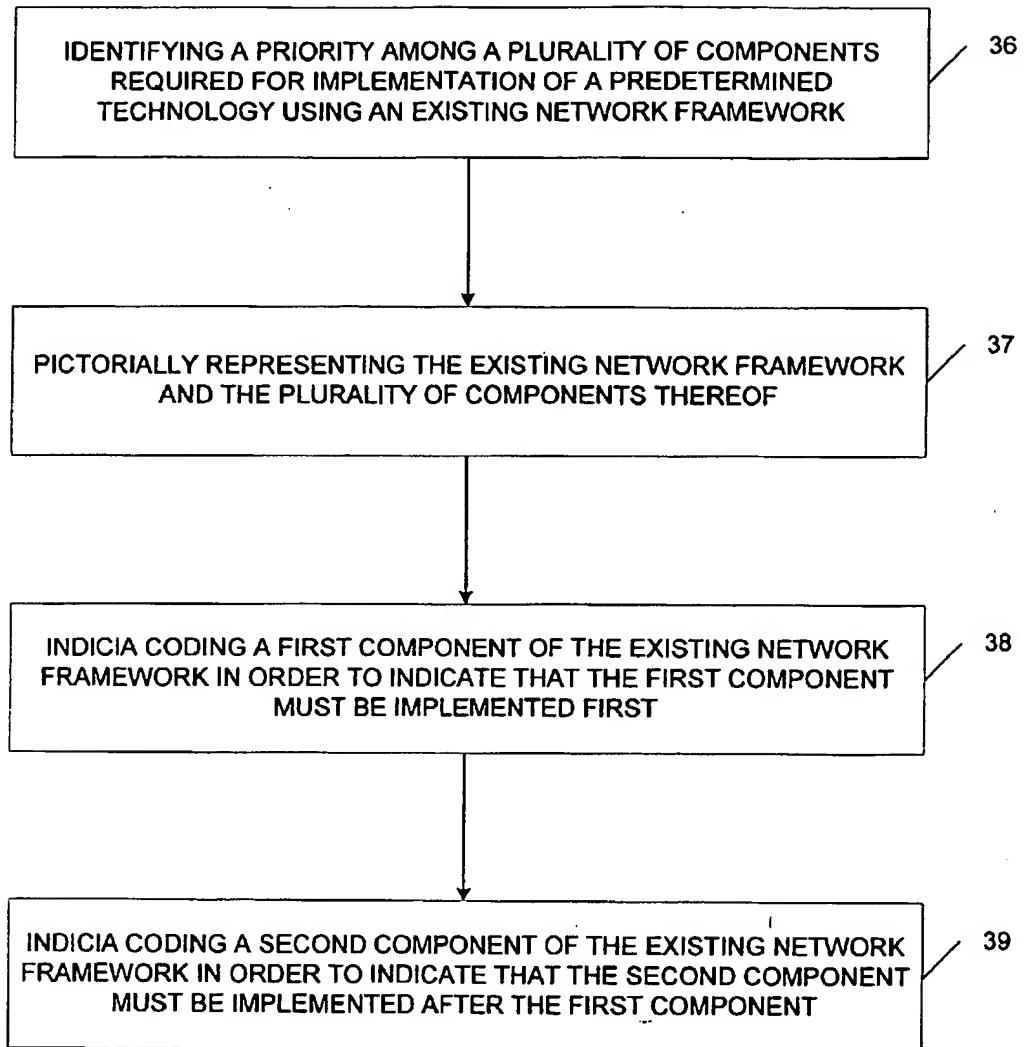 IDENTIFYING A PRIORITY AMONG A PLURALITY OF COMPONENTS
REQUIRED FOR IMPLEMENTATION OF A PREDETERMINED
TECHNOLOGY USING AN EXISTING NETWORK FRAMEWORK
36
PICTORIALLY REPRESENTING THE EXISTING NETWORK FRAMEWORK
AND THE PLURALITY OF COMPONENTS THEREOF
37
INDICIA CODING A FIRST COMPONENT OF THE EXISTING NETWORK
FRAMEWORK IN ORDER TO INDICATE THAT THE FIRST COMPONENT
MUST BE IMPLEMENTED FIRST
38
INDICIA CODING A SECOND COMPONENT OF THE EXISTING NETWORK
FRAMEWORK IN ORDER TO INDICATE THAT THE SECOND COMPONENT
MUST BE IMPLEMENTED AFTER THE FIRST COMPONENT
39